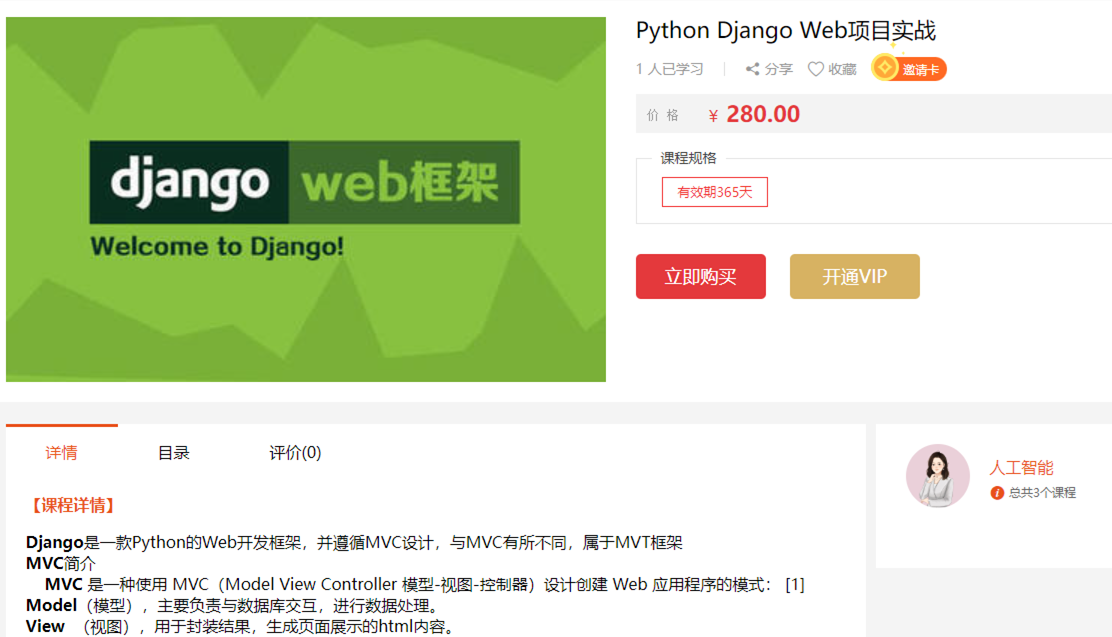 django web框架
Welcome to Django!
Python Django Web项目实战
1 人已学习
分享
收藏
邀请卡
价 格 ¥ 280.00
课程规格
有效期365天
立即购买
开通VIP
详情
目录
评价(0)
【课程详情】
Django是一款Python的Web开发框架，并遵循MVC设计，与MVC有所不同，属于MVT框架
MVC简介
MVC 是一种使用 MVC（Model View Controller 模型-视图-控制器）设计创建 Web 应用程序的模式： [1]
Model（模型），主要负责与数据库交互，进行数据处理。
View （视图），用于封装结果，生成页面展示的html内容。
人工智能
总共3个课程